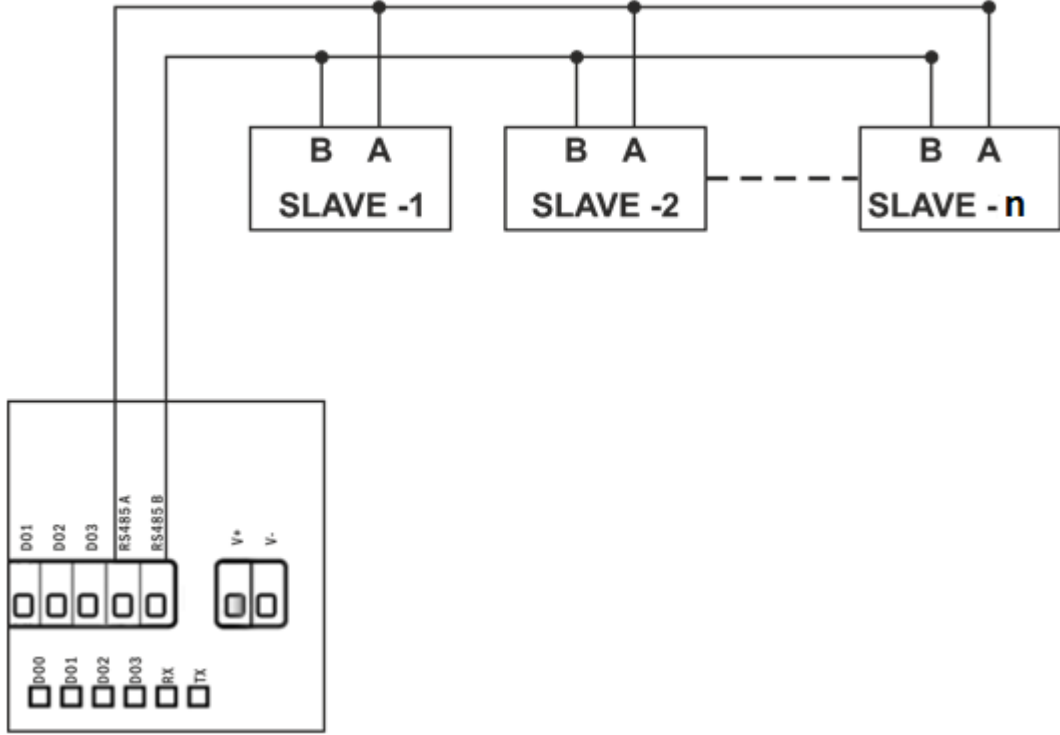 B A
SLAVE -1
B A
SLAVE -2
B A
SLAVE - n
DO1
DO2
DO3
RS485 A
RS485 B
V+
V-
DO0
DO1
DO2
DO3
RX
TX